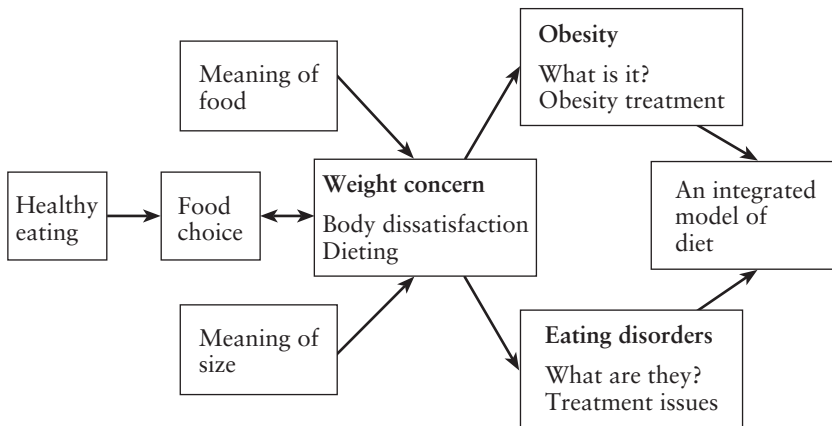 Meaning of
food
Obesity
What is it?
Obesity treatment
Healthy
eating
Food
choice
Weight concern
Body dissatisfaction
Dieting
An integrated
model of
diet
Meaning of
size
Eating disorders
What are they?
Treatment issues